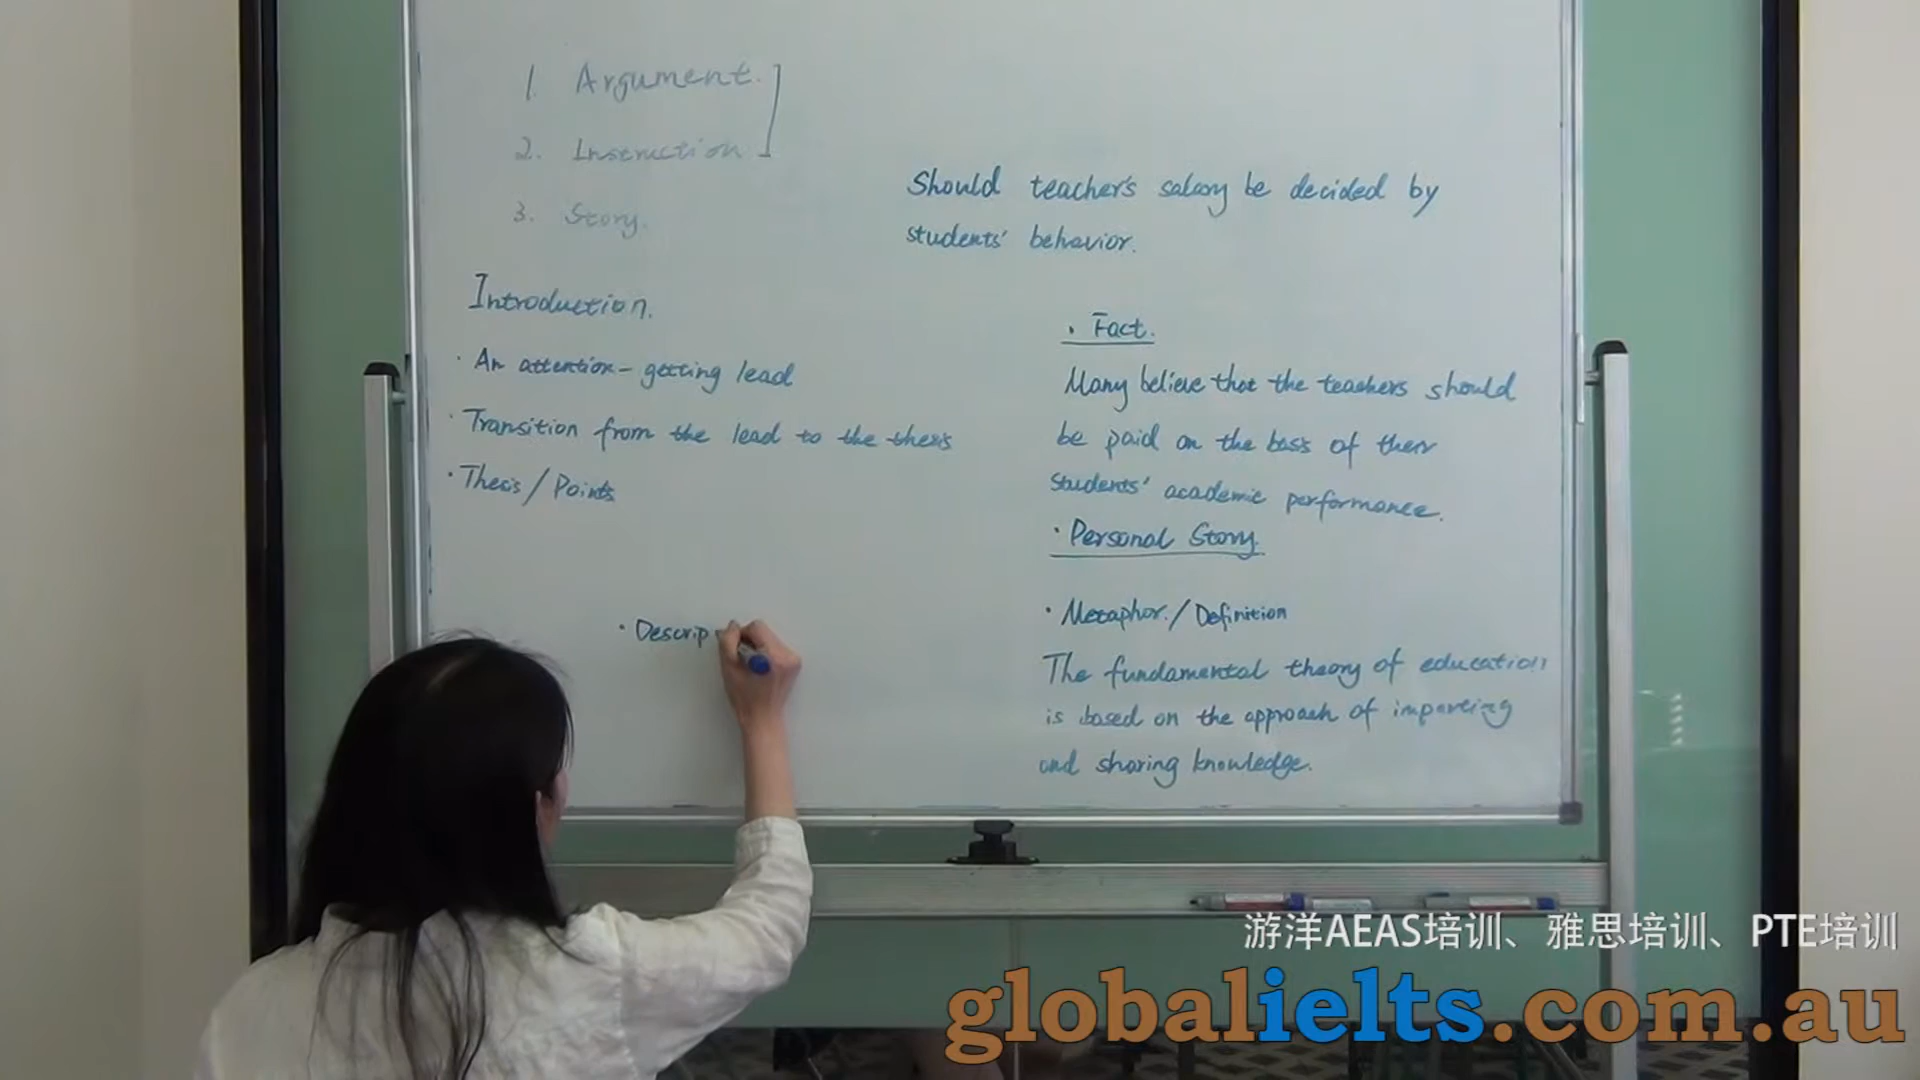 1. Argument.
2. Instruction
3. Story.
Should teacher's salary be decided by
students' behavior.
Introduction.
· An attention-getting lead
· Transition from the lead to the thesis
· Thesis/Points
· Descrip
· Fact.
Many believe that the teachers should
be paid on the basis of their
students' academic performance.
· Personal Story.
· Metaphor./Definition
The fundamental theory of education
is based on the approach of imparting
and sharing knowledge.
游洋AEAS培训、雅思培训、PTE培训
globalielts.com.au